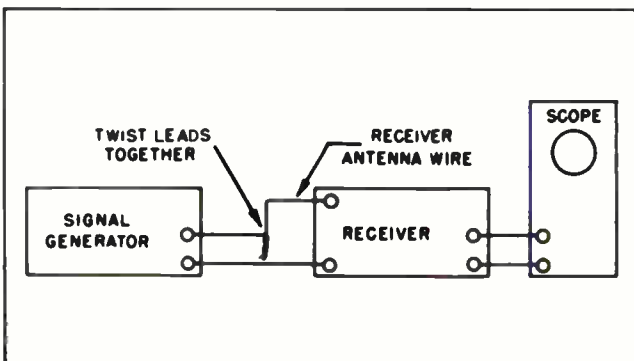 TWIST LEADS
TOGETHER
RECEIVER
ANTENNA WIRE
SCOPE
SIGNAL
GENERATOR
RECEIVER